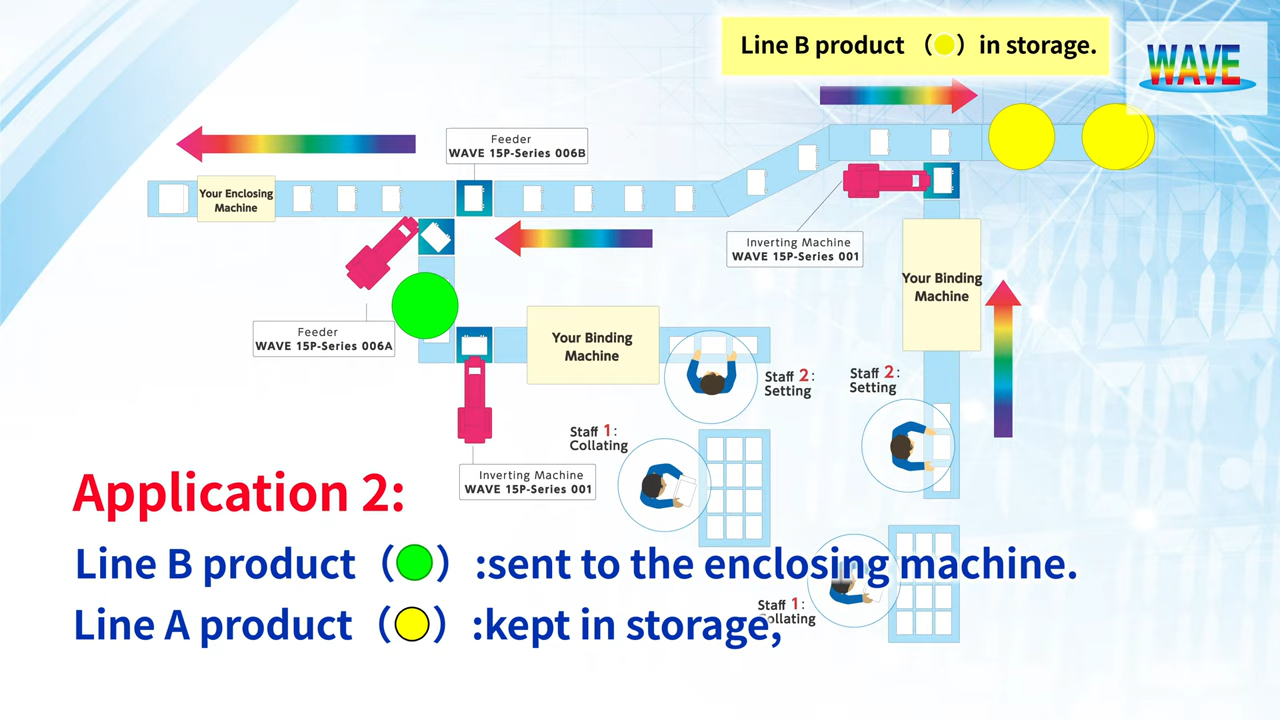 Line B product （ ）in storage.
WAVE
Feeder
WAVE 15P-Series 006B
Your Enclosing
Machine
Inverting Machine
WAVE 15P-Series 001
Your Binding
Machine
Feeder
WAVE 15P-Series 006A
Your Binding
Machine
Staff 2:
Setting
Staff 2:
Setting
Staff 1:
Collating
Inverting Machine
WAVE 15P-Series 001
Application 2:
Line B product（ ）:sent to the enclosing machine.
Staff 1:
Collating
Line A product（ ）:kept in storage,